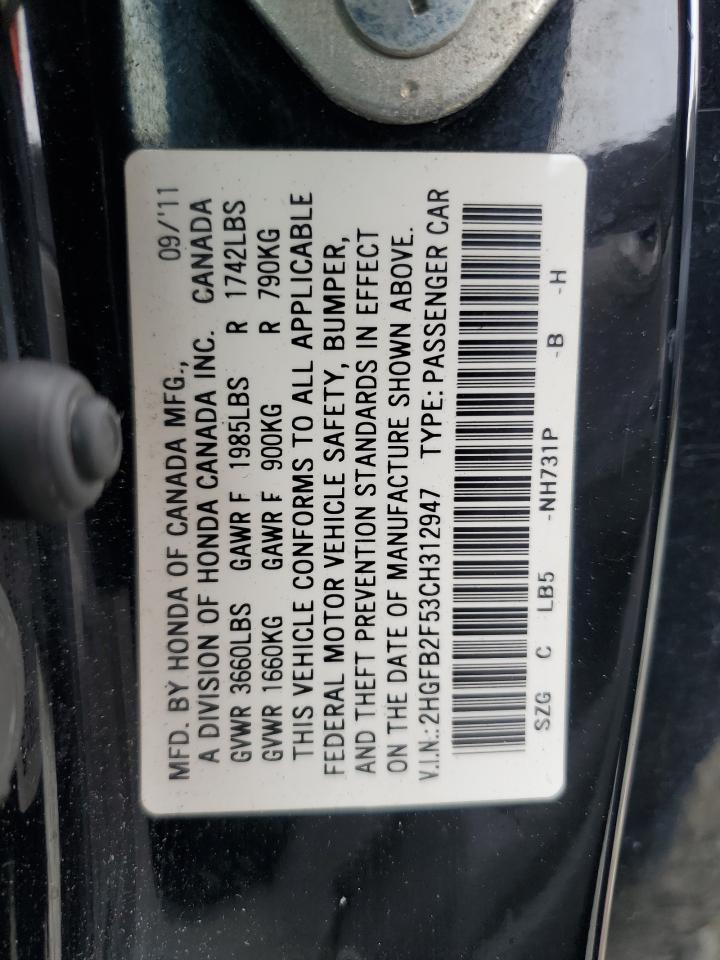 MFD. BY HONDA OF CANADA MFG., 09/'11
A DIVISION OF HONDA CANADA INC. CANADA
GVWR 3660LBS GAWR F 1985LBS R 1742LBS
GVWR 1660KG GAWR F 900KG R 790KG
THIS VEHICLE CONFORMS TO ALL APPLICABLE
FEDERAL MOTOR VEHICLE SAFETY, BUMPER,
AND THEFT PREVENTION STANDARDS IN EFFECT
ON THE DATE OF MANUFACTURE SHOWN ABOVE.
V.I.N.: 2HGFB2F53CH312947 TYPE: PASSENGER CAR
SZG C LB5 -NH731P -B -H